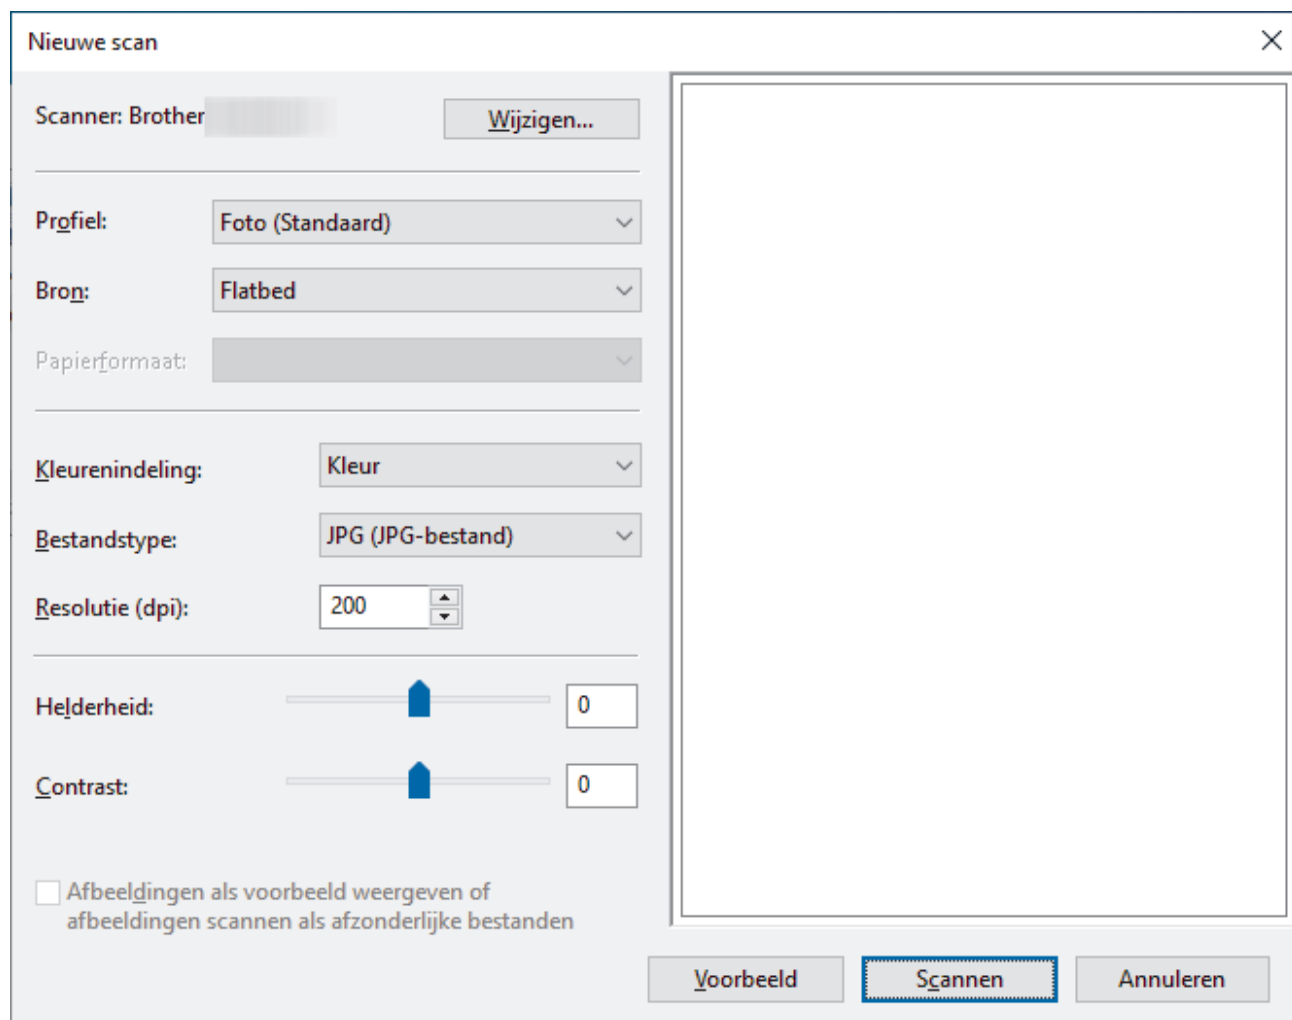 Nieuwe scan
Scanner: Brother
Wijzigen...
Profiel:
Foto (Standaard)
Bron:
Flatbed
Papierformaat:
Kleurenindeling:
Kleur
Bestandstype:
JPG (JPG-bestand)
Resolutie (dpi):
200
Helderheid:
0
Contrast:
0
Afbeeldingen als voorbeeld weergeven of
afbeeldingen scannen als afzonderlijke bestanden
Voorbeeld
Scannen
Annuleren